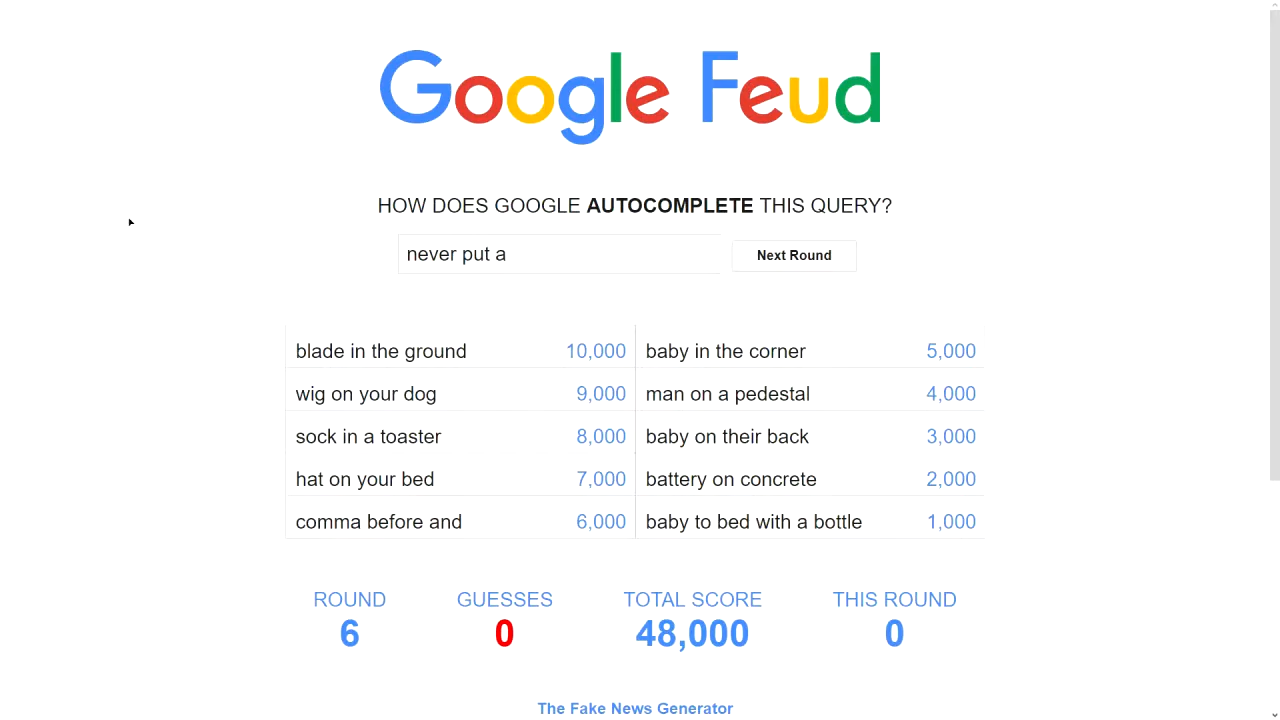 Google Feud
HOW DOES GOOGLE AUTOCOMPLETE THIS QUERY?
never put a
Next Round
blade in the ground 10,000
wig on your dog 9,000
sock in a toaster 8,000
hat on your bed 7,000
comma before and 6,000
baby in the corner 5,000
man on a pedestal 4,000
baby on their back 3,000
battery on concrete 2,000
baby to bed with a bottle 1,000
ROUND
6
GUESSES
0
TOTAL SCORE
48,000
THIS ROUND
0
The Fake News Generator